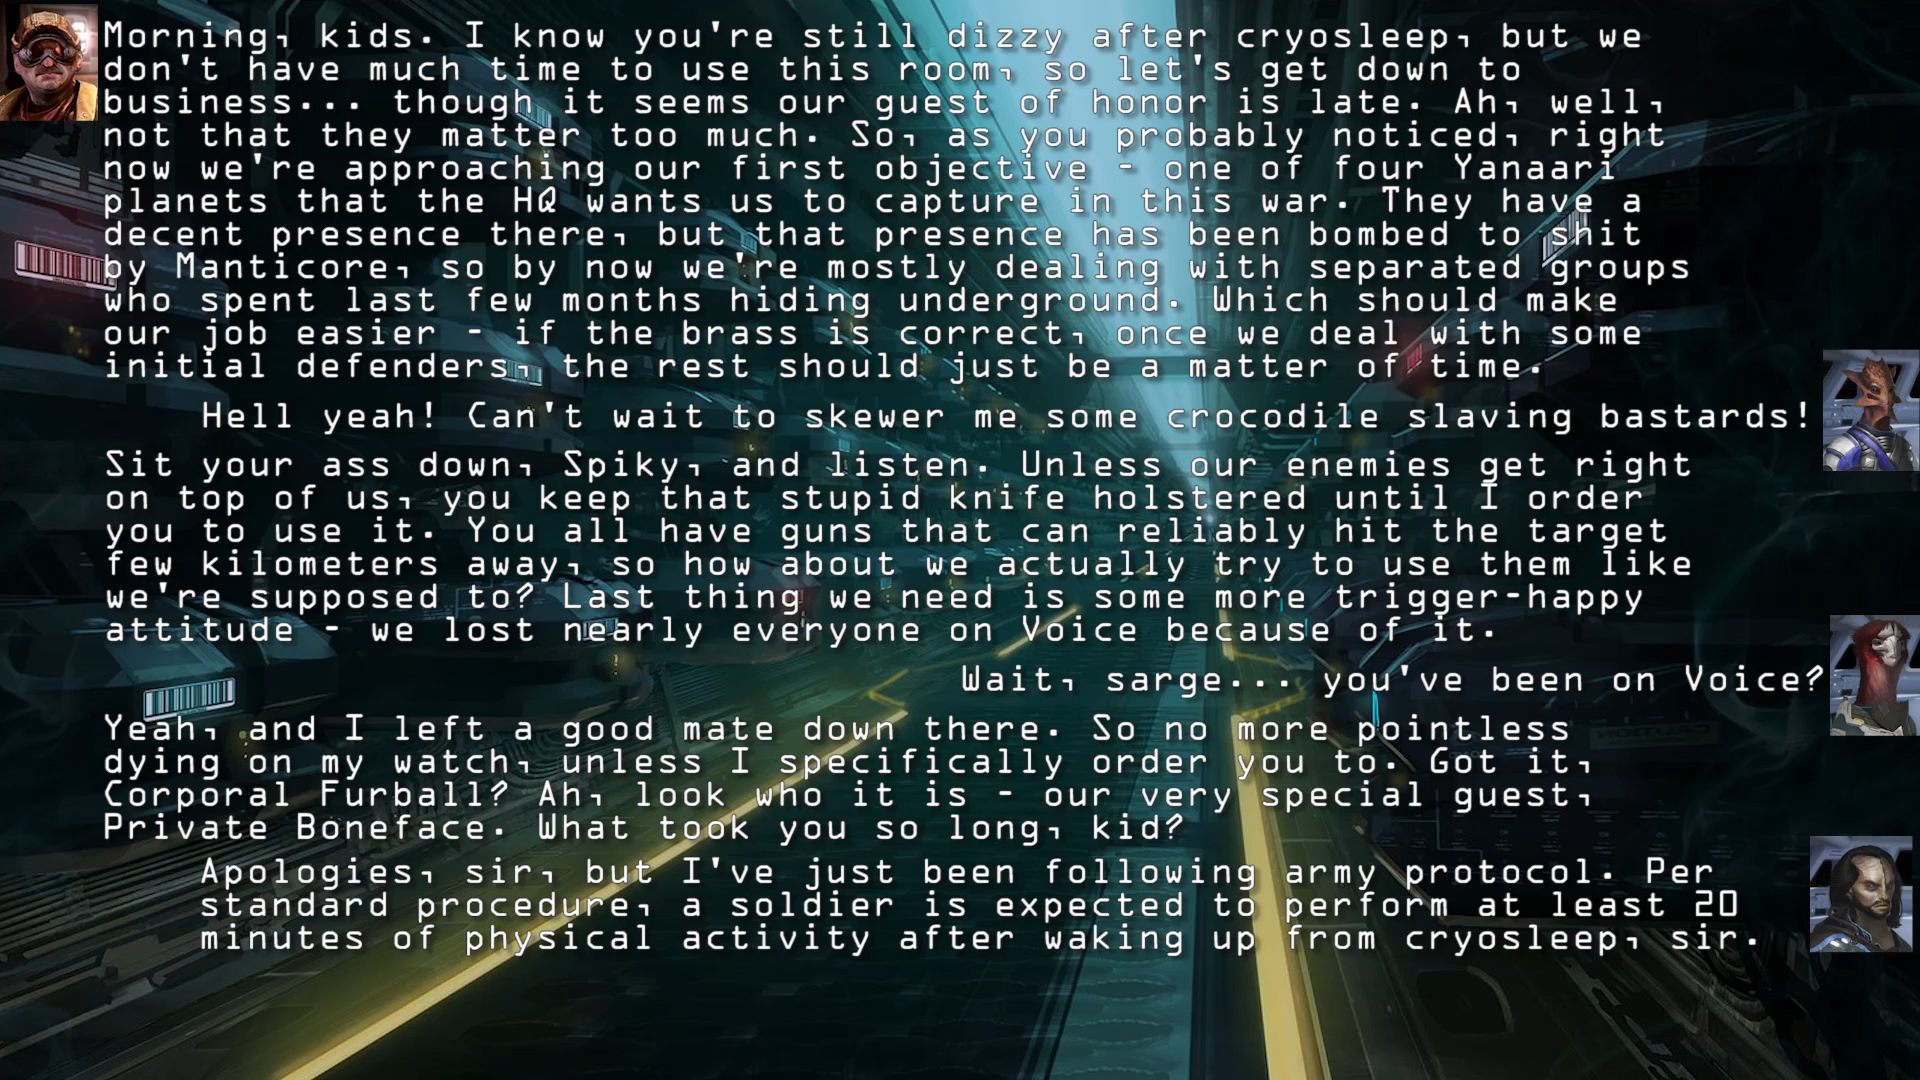 Morning, kids. I know you're still dizzy after cryosleep, but we
don't have much time to use this room, so let's get down to
business... though it seems our guest of honor is late. Ah, well,
not that they matter too much. So, as you probably noticed, right
now we're approaching our first objective - one of four Yanaari
planets that the HQ wants us to capture in this war. They have a
decent presence there, but that presence has been bombed to shit
by Manticore, so by now we're mostly dealing with separated groups
who spent last few months hiding underground. Which should make
our job easier - if the brass is correct, once we deal with some
initial defenders, the rest should just be a matter of time.
Hell yeah! Can't wait to skewer me some crocodile slaving bastards!
Sit your ass down, Spiky, and listen. Unless our enemies get right
on top of us, you keep that stupid knife holstered until I order
you to use it. You all have guns that can reliably hit the target
few kilometers away, so how about we actually try to use them like
we're supposed to? Last thing we need is some more trigger-happy
attitude - we lost nearly everyone on Voice because of it.
Wait, sarge... you've been on Voice?
Yeah, and I left a good mate down there. So no more pointless
dying on my watch, unless I specifically order you to. Got it,
Corporal Furball? Ah, look who it is - our very special guest,
Private Boneface. What took you so long, kid?
Apologies, sir, but I've just been following army protocol. Per
standard procedure, a soldier is expected to perform at least 20
minutes of physical activity after waking up from cryosleep, sir.